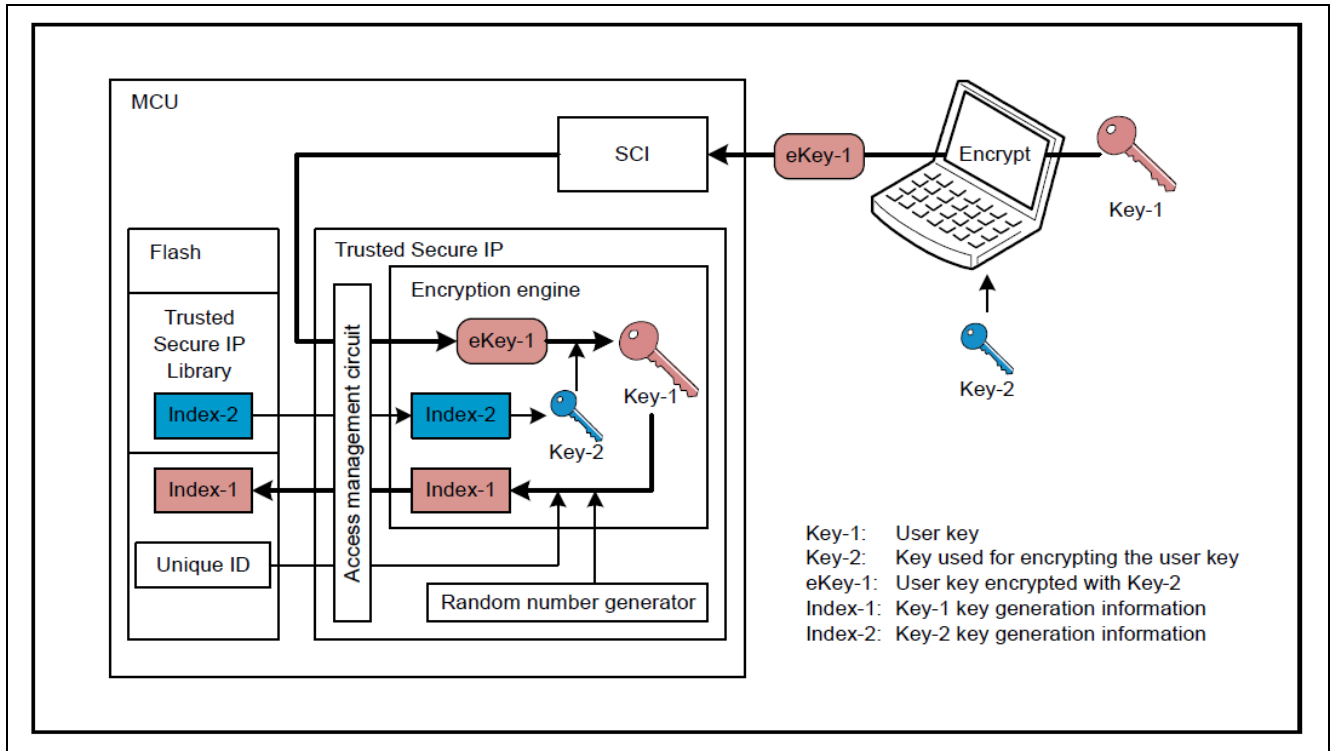 MCU
SCI
eKey-1
Encrypt
Key-1
Flash
Trusted Secure IP
Encryption engine
Trusted
Secure IP
Library
Access management circuit
eKey-1
Key-1
Index-2
Index-2
Key-2
Key-2
Index-1
Index-1
Unique ID
Random number generator
Key-1: User key
Key-2: Key used for encrypting the user key
eKey-1: User key encrypted with Key-2
Index-1: Key-1 key generation information
Index-2: Key-2 key generation information